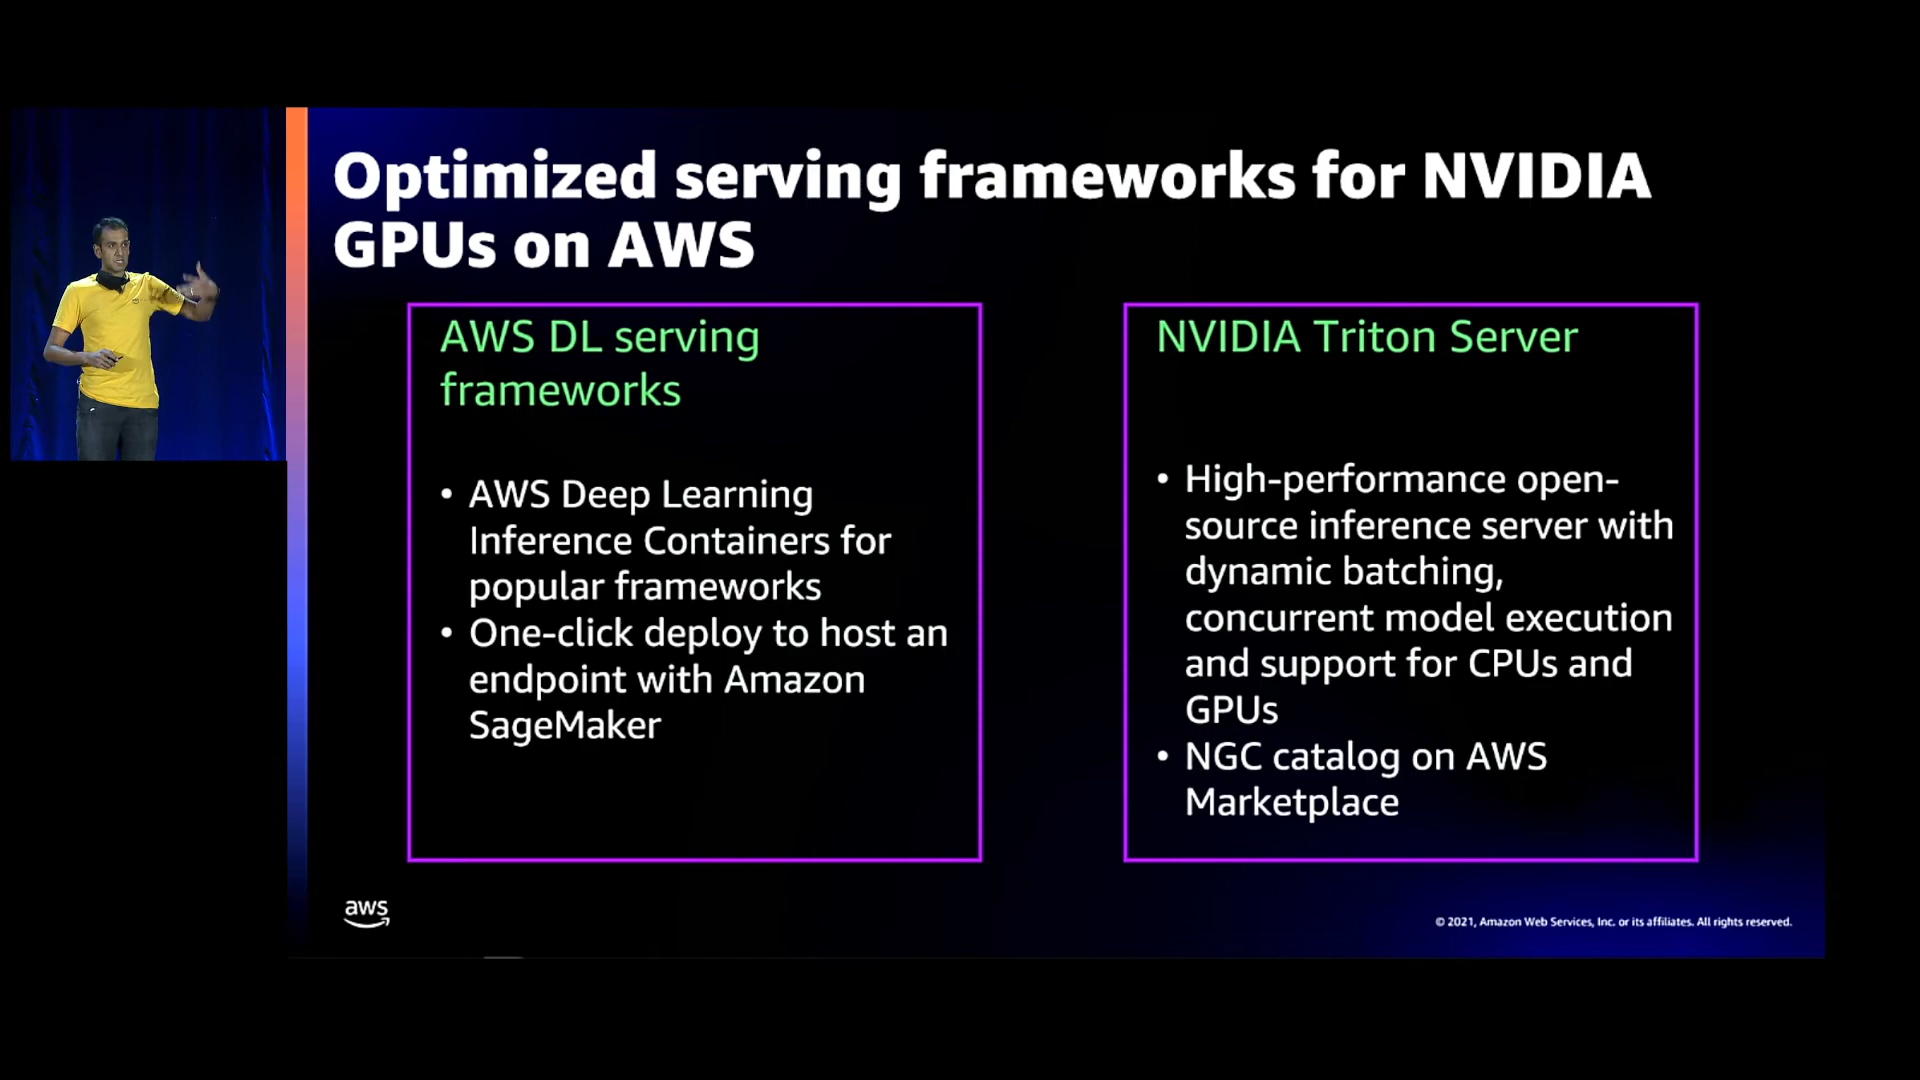 Optimized serving frameworks for NVIDIA
GPUs on AWS
AWS DL serving
frameworks
• AWS Deep Learning
Inference Containers for
popular frameworks
• One-click deploy to host an
endpoint with Amazon
SageMaker
NVIDIA Triton Server
• High-performance open-
source inference server with
dynamic batching,
concurrent model execution
and support for CPUs and
GPUs
• NGC catalog on AWS
Marketplace
aws
© 2021, Amazon Web Services, Inc. or its affiliates. All rights reserved.